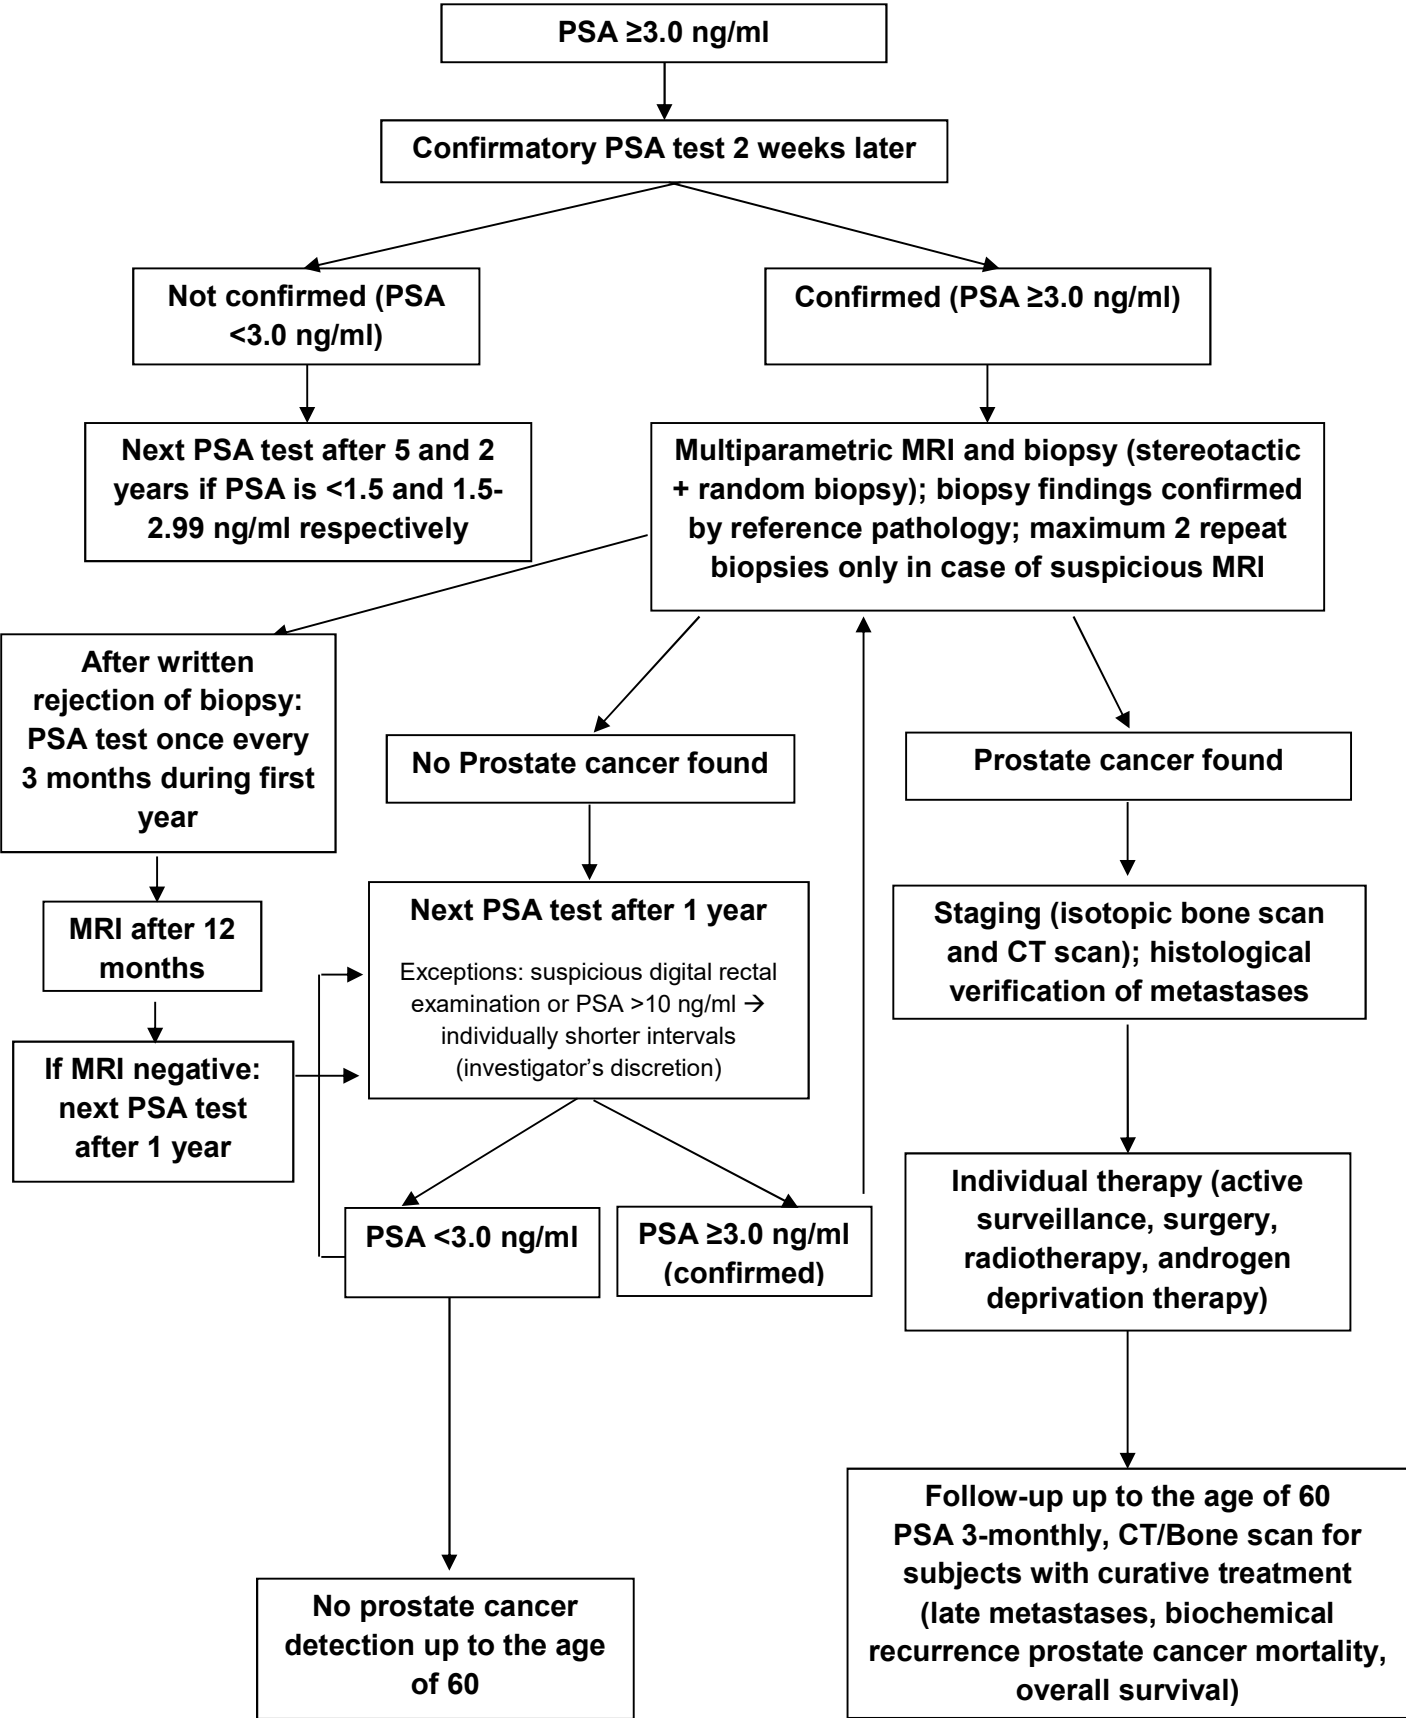 PSA ≥3.0 ng/ml
Confirmatory PSA test 2 weeks later
Not confirmed (PSA
<3.0 ng/ml)
Confirmed (PSA ≥3.0 ng/ml)
Next PSA test after 5 and 2
years if PSA is <1.5 and 1.5-
2.99 ng/ml respectively
Multiparametric MRI and biopsy (stereotactic
+ random biopsy); biopsy findings confirmed
by reference pathology; maximum 2 repeat
biopsies only in case of suspicious MRI
After written
rejection of biopsy:
PSA test once every
3 months during first
year
No Prostate cancer found
Prostate cancer found
MRI after 12
months
Next PSA test after 1 year
Exceptions: suspicious digital rectal
examination or PSA >10 ng/ml →
individually shorter intervals
(investigator's discretion)
Staging (isotopic bone scan
and CT scan); histological
verification of metastases
If MRI negative:
next PSA test
after 1 year
PSA <3.0 ng/ml
PSA ≥3.0 ng/ml
(confirmed)
Individual therapy (active
surveillance, surgery,
radiotherapy, androgen
deprivation therapy)
No prostate cancer
detection up to the age
of 60
Follow-up up to the age of 60
PSA 3-monthly, CT/Bone scan for
subjects with curative treatment
(late metastases, biochemical
recurrence prostate cancer mortality,
overall survival)